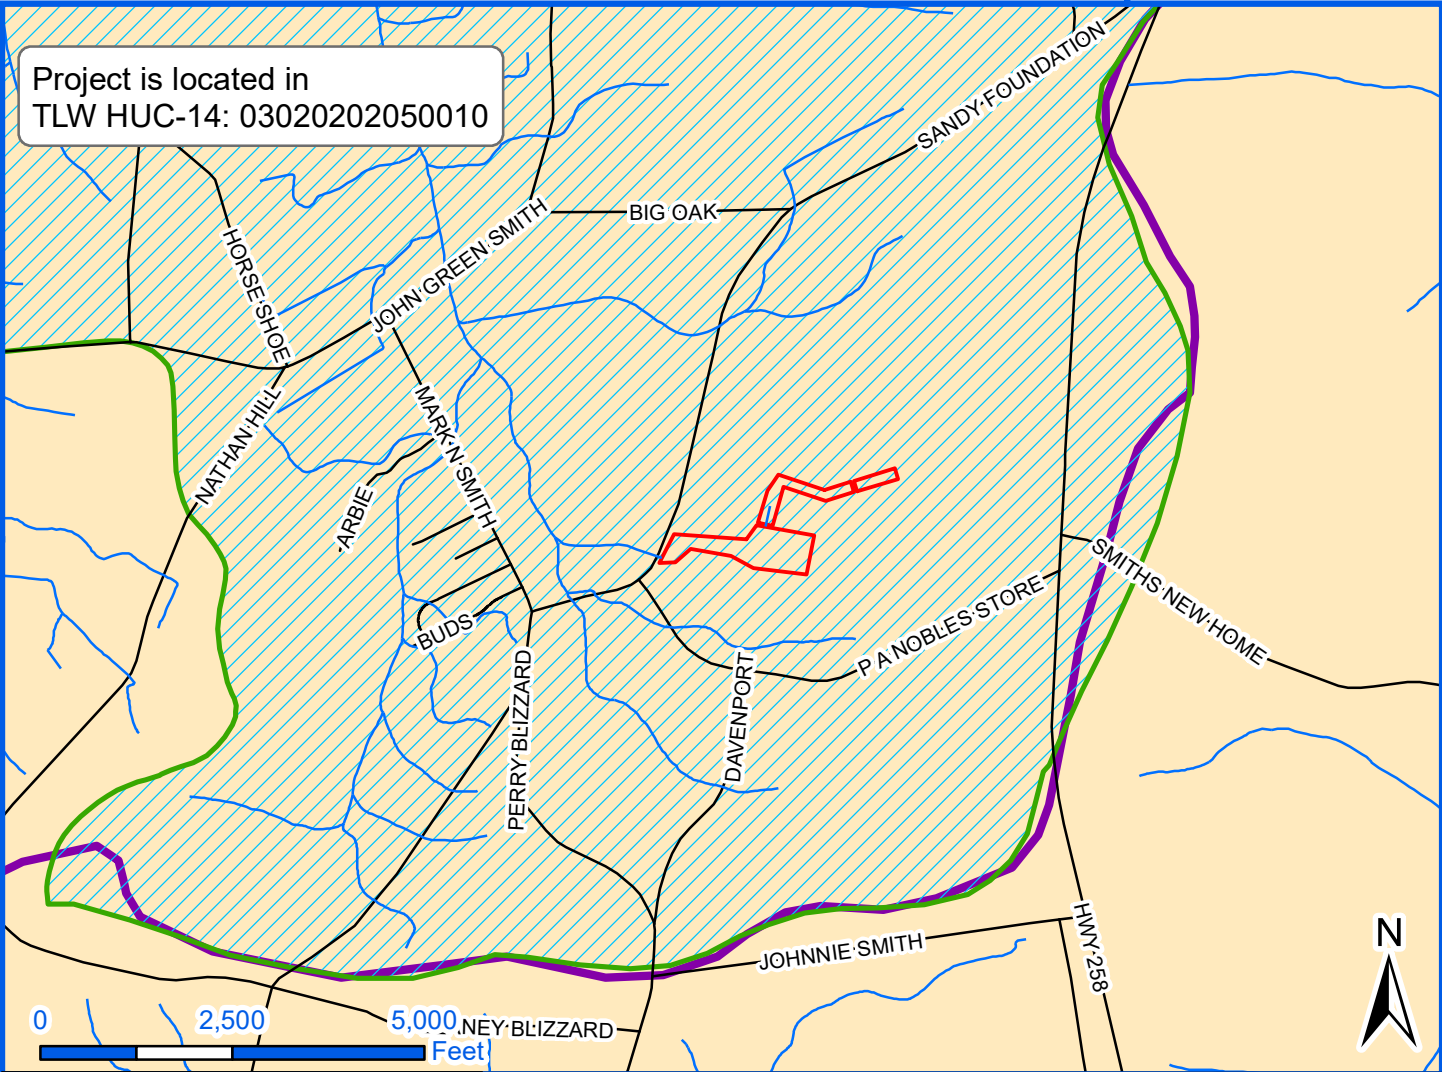 Project is located in
TLW HUC-14: 03020202050010
SANDY FOUNDATION
BIG OAK
JOHN GREEN SMITH
HORSE SHOE
NATHAN HILL
MARK N SMITH
ARBIE
BUDS
PERRY BLIZZARD
DAVENPORT
P A NOBLES STORE
SMITHS NEW HOME
JOHNNIE SMITH
HWY 258
N
0 2,500 5,000
Feet
BLIZZARD